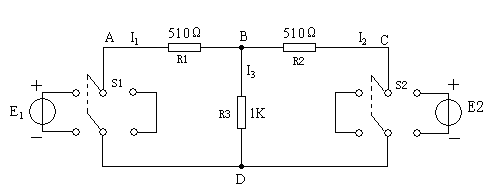 510Ω 510Ω
A I₁ B I₂ C
R1 R2
I₃
+ S1 S2 +
E₁ R3 1K E2
− −
D